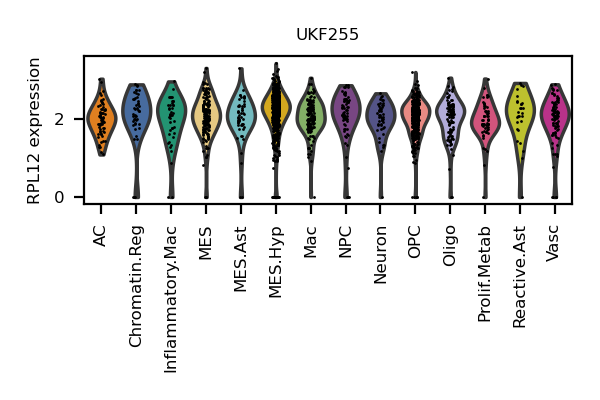 UKF255
RPL12 expression
2
0
AC
Chromatin.Reg
Inflammatory.Mac
MES
MES.Ast
MES.Hyp
Mac
NPC
Neuron
OPC
Oligo
Prolif.Metab
Reactive.Ast
Vasc